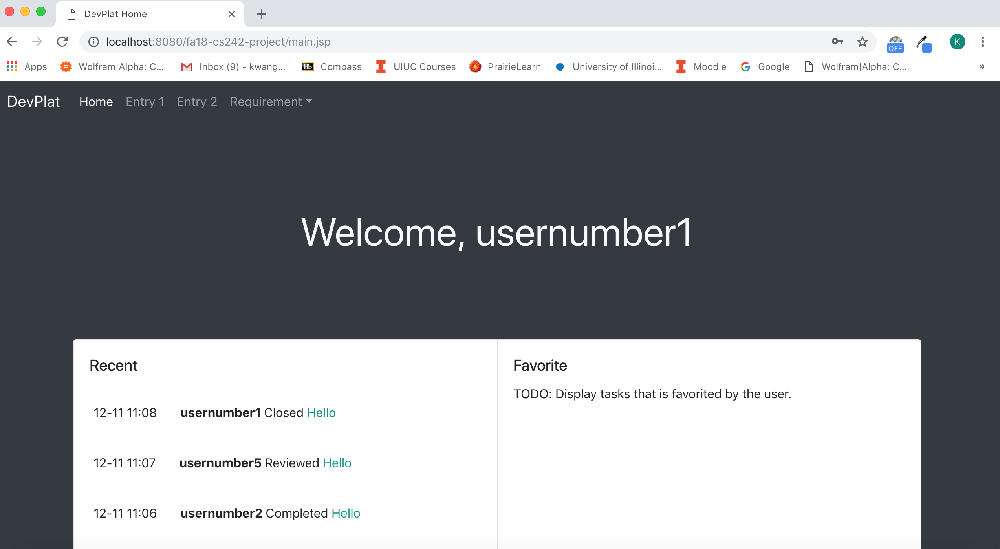 DevPlat Home
localhost:8080/fa18-cs242-project/main.jsp
OFF
K
Apps Wolfram|Alpha: C... Inbox (9) - kwang... Bb Compass UIUC Courses PrairieLearn University of Illinoi... Moodle Google Wolfram|Alpha: C... »
DevPlat Home Entry 1 Entry 2 Requirement
Welcome, usernumber1
Recent
12-11 11:08 usernumber1 Closed Hello
12-11 11:07 usernumber5 Reviewed Hello
12-11 11:06 usernumber2 Completed Hello
Favorite
TODO: Display tasks that is favorited by the user.